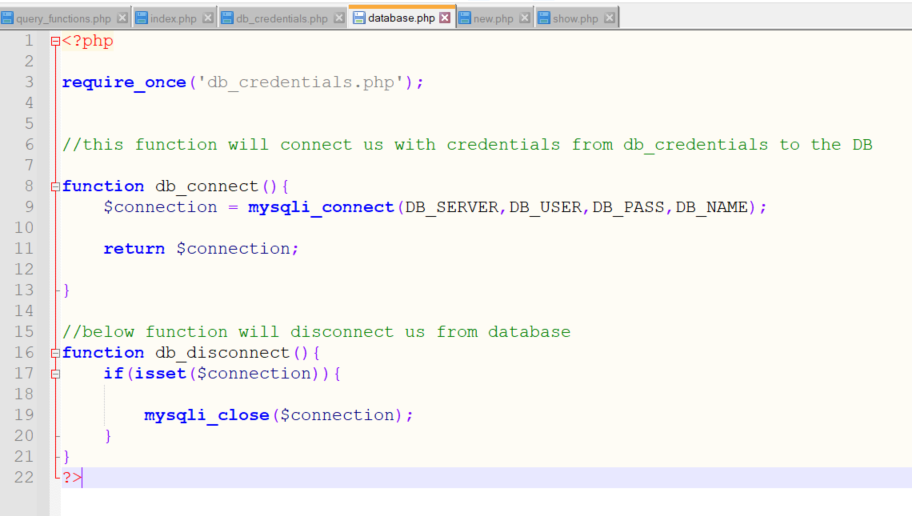 query_functions.php index.php db_credentials.php database.php new.php show.php
1 <?php
2
3 require_once('db_credentials.php');
4
5
6 //this function will connect us with credentials from db_credentials to the DB
7
8 function db_connect(){
9 $connection = mysqli_connect(DB_SERVER,DB_USER,DB_PASS,DB_NAME);
10
11 return $connection;
12
13 }
14
15 //below function will disconnect us from database
16 function db_disconnect(){
17 if(isset($connection)){
18
19 mysqli_close($connection);
20 }
21 }
22 ?>